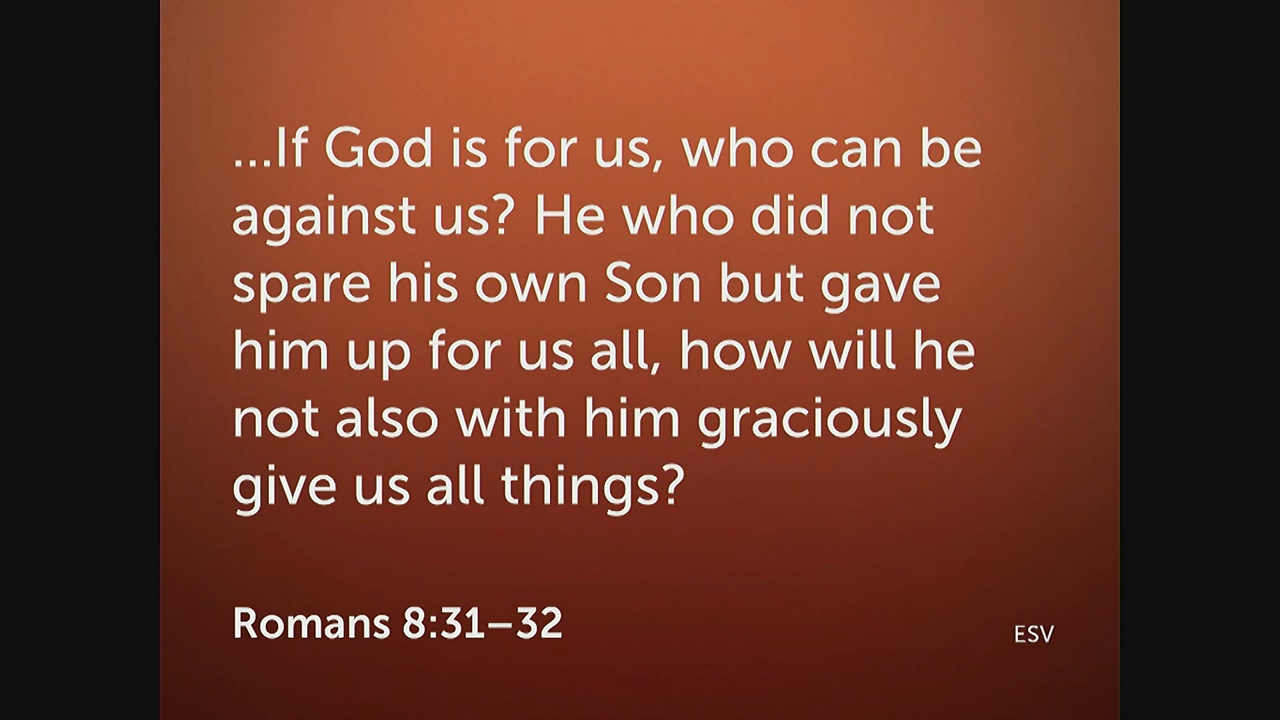 ...If God is for us, who can be
against us? He who did not
spare his own Son but gave
him up for us all, how will he
not also with him graciously
give us all things?
Romans 8:31–32
ESV